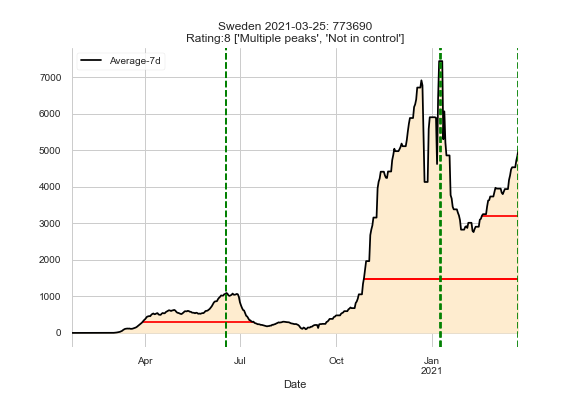 Sweden 2021-03-25: 773690
Rating:8 ['Multiple peaks', 'Not in control']
Average-7d
7000
6000
5000
4000
3000
2000
1000
0
Apr
Jul
Oct
Jan
2021
Date